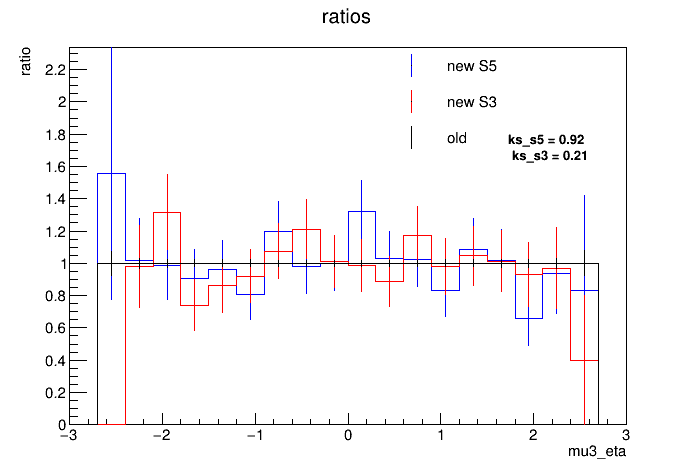 ratios
ratio
new S5
new S3
old
ks_s5 = 0.92
ks_s3 = 0.21
2.2
2
1.8
1.6
1.4
1.2
1
0.8
0.6
0.4
0.2
0
−3
−2
−1
0
1
2
3
mu3_eta